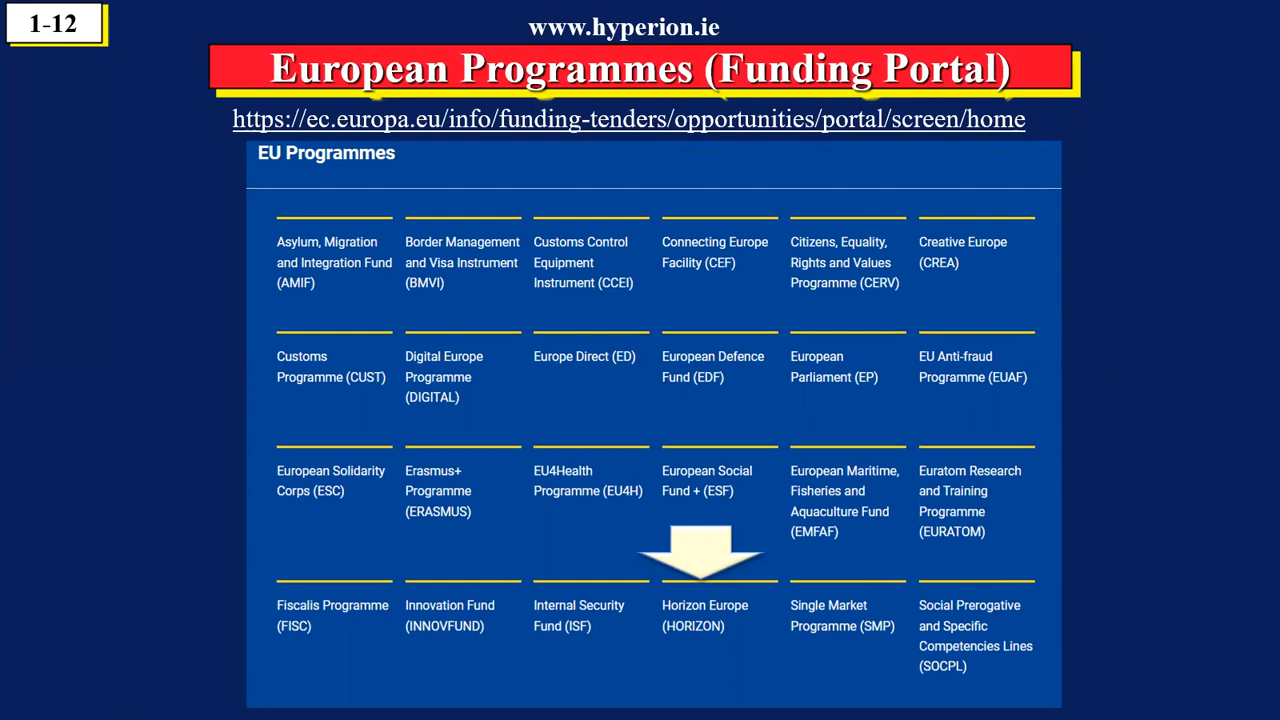 1-12
www.hyperion.ie
European Programmes (Funding Portal)
https://ec.europa.eu/info/funding-tenders/opportunities/portal/screen/home
EU Programmes
Asylum, Migration
and Integration Fund
(AMIF)
Border Management
and Visa Instrument
(BMVI)
Customs Control
Equipment
Instrument (CCEI)
Connecting Europe
Facility (CEF)
Citizens, Equality,
Rights and Values
Programme (CERV)
Creative Europe
(CREA)
Customs
Programme (CUST)
Digital Europe
Programme
(DIGITAL)
Europe Direct (ED)
European Defence
Fund (EDF)
European
Parliament (EP)
EU Anti-fraud
Programme (EUAF)
European Solidarity
Corps (ESC)
Erasmus+
Programme
(ERASMUS)
EU4Health
Programme (EU4H)
European Social
Fund + (ESF)
European Maritime,
Fisheries and
Aquaculture Fund
(EMFAF)
Euratom Research
and Training
Programme
(EURATOM)
Fiscalis Programme
(FISC)
Innovation Fund
(INNOVFUND)
Internal Security
Fund (ISF)
Horizon Europe
(HORIZON)
Single Market
Programme (SMP)
Social Prerogative
and Specific
Competencies Lines
(SOCPL)